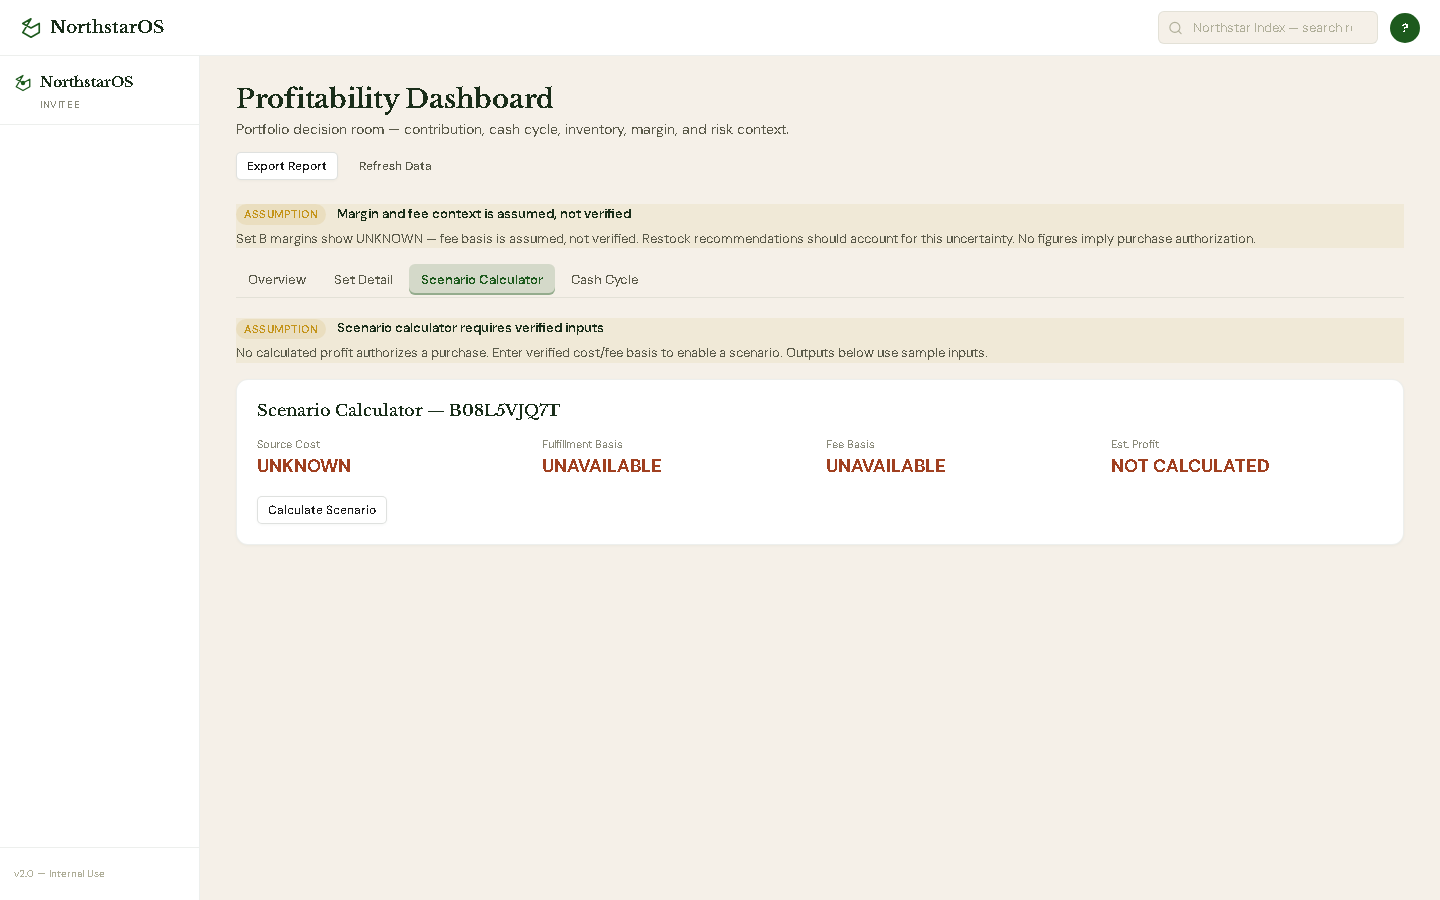 NorthstarOS
Northstar Index — search r
?
NorthstarOS
INVITEE
Profitability Dashboard
Portfolio decision room — contribution, cash cycle, inventory, margin, and risk context.
Export Report
Refresh Data
ASSUMPTION
Margin and fee context is assumed, not verified
Set B margins show UNKNOWN — fee basis is assumed, not verified. Restock recommendations should account for this uncertainty. No figures imply purchase authorization.
Overview
Set Detail
Scenario Calculator
Cash Cycle
ASSUMPTION
Scenario calculator requires verified inputs
No calculated profit authorizes a purchase. Enter verified cost/fee basis to enable a scenario. Outputs below use sample inputs.
Scenario Calculator — B08L5VJQ7T
Source Cost
UNKNOWN
Fulfillment Basis
UNAVAILABLE
Fee Basis
UNAVAILABLE
Est. Profit
NOT CALCULATED
Calculate Scenario
v2.0 — Internal Use